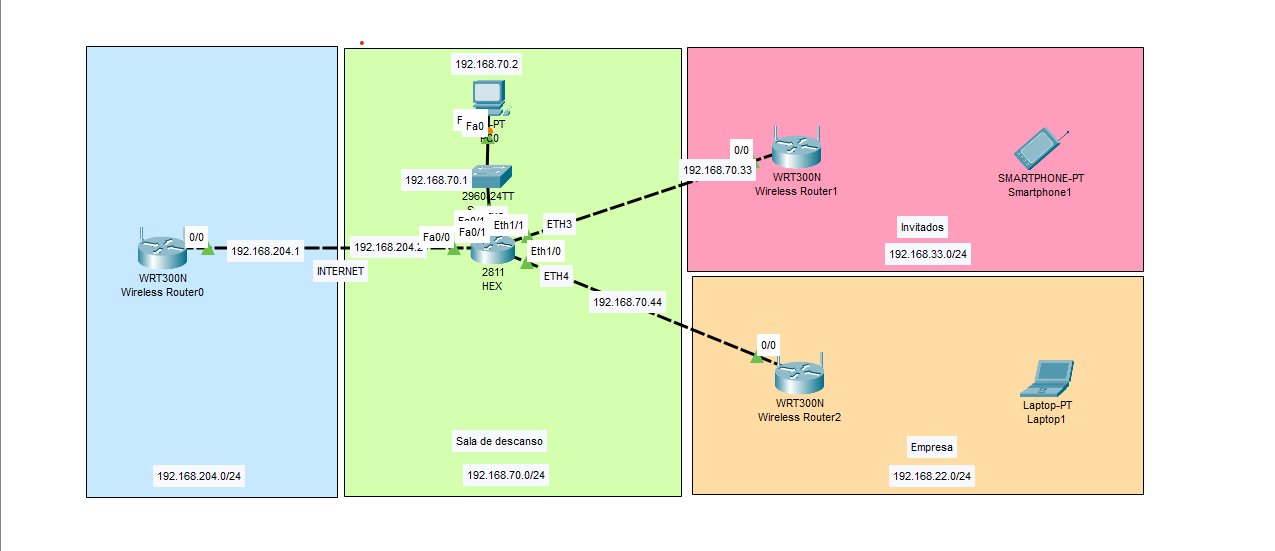 0/0
192.168.204.1
WRT300N
Wireless Router0
INTERNET
192.168.204.0/24
192.168.70.2
Fa0
-PT
PC0
192.168.70.1
2960-24TT
Fa0/1
Fa0/0
Fa0/1
Eth1/1
ETH3
192.168.204.2
Eth1/0
2811
HEX
ETH4
192.168.70.44
Sala de descanso
192.168.70.0/24
0/0
192.168.70.33
WRT300N
Wireless Router1
SMARTPHONE-PT
Smartphone1
Invitados
192.168.33.0/24
0/0
WRT300N
Wireless Router2
Laptop-PT
Laptop1
Empresa
192.168.22.0/24